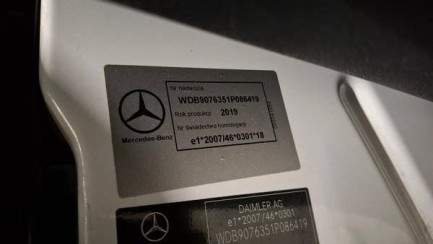 Nr nadwozia
WDB9076351P086419
Rok produkcji 2019
Nr świadectwa homologacji
e1*2007/46*0301*18
Mercedes-Benz
DAIMLER AG
e1*2007/46*0301
WDB9076351P086419